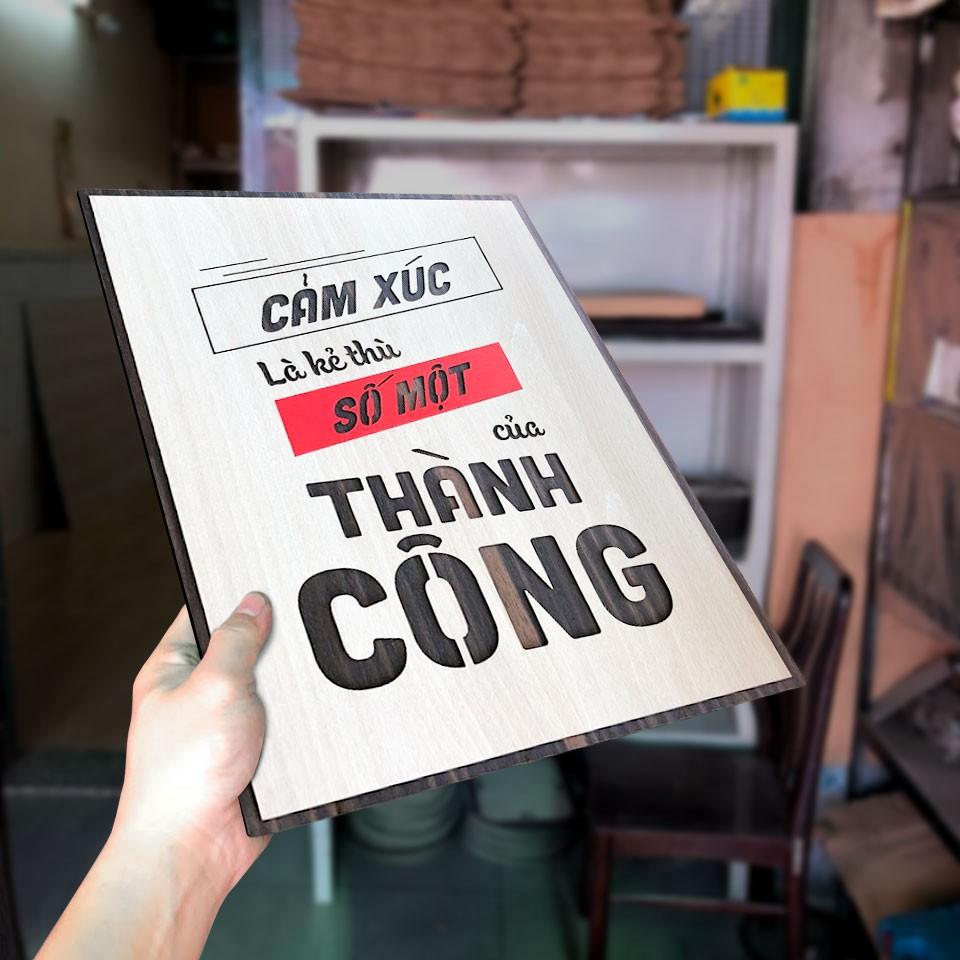 CẢM XÚC
Là kẻ thù
SỐ MỘT
của
THÀNH
CÔNG